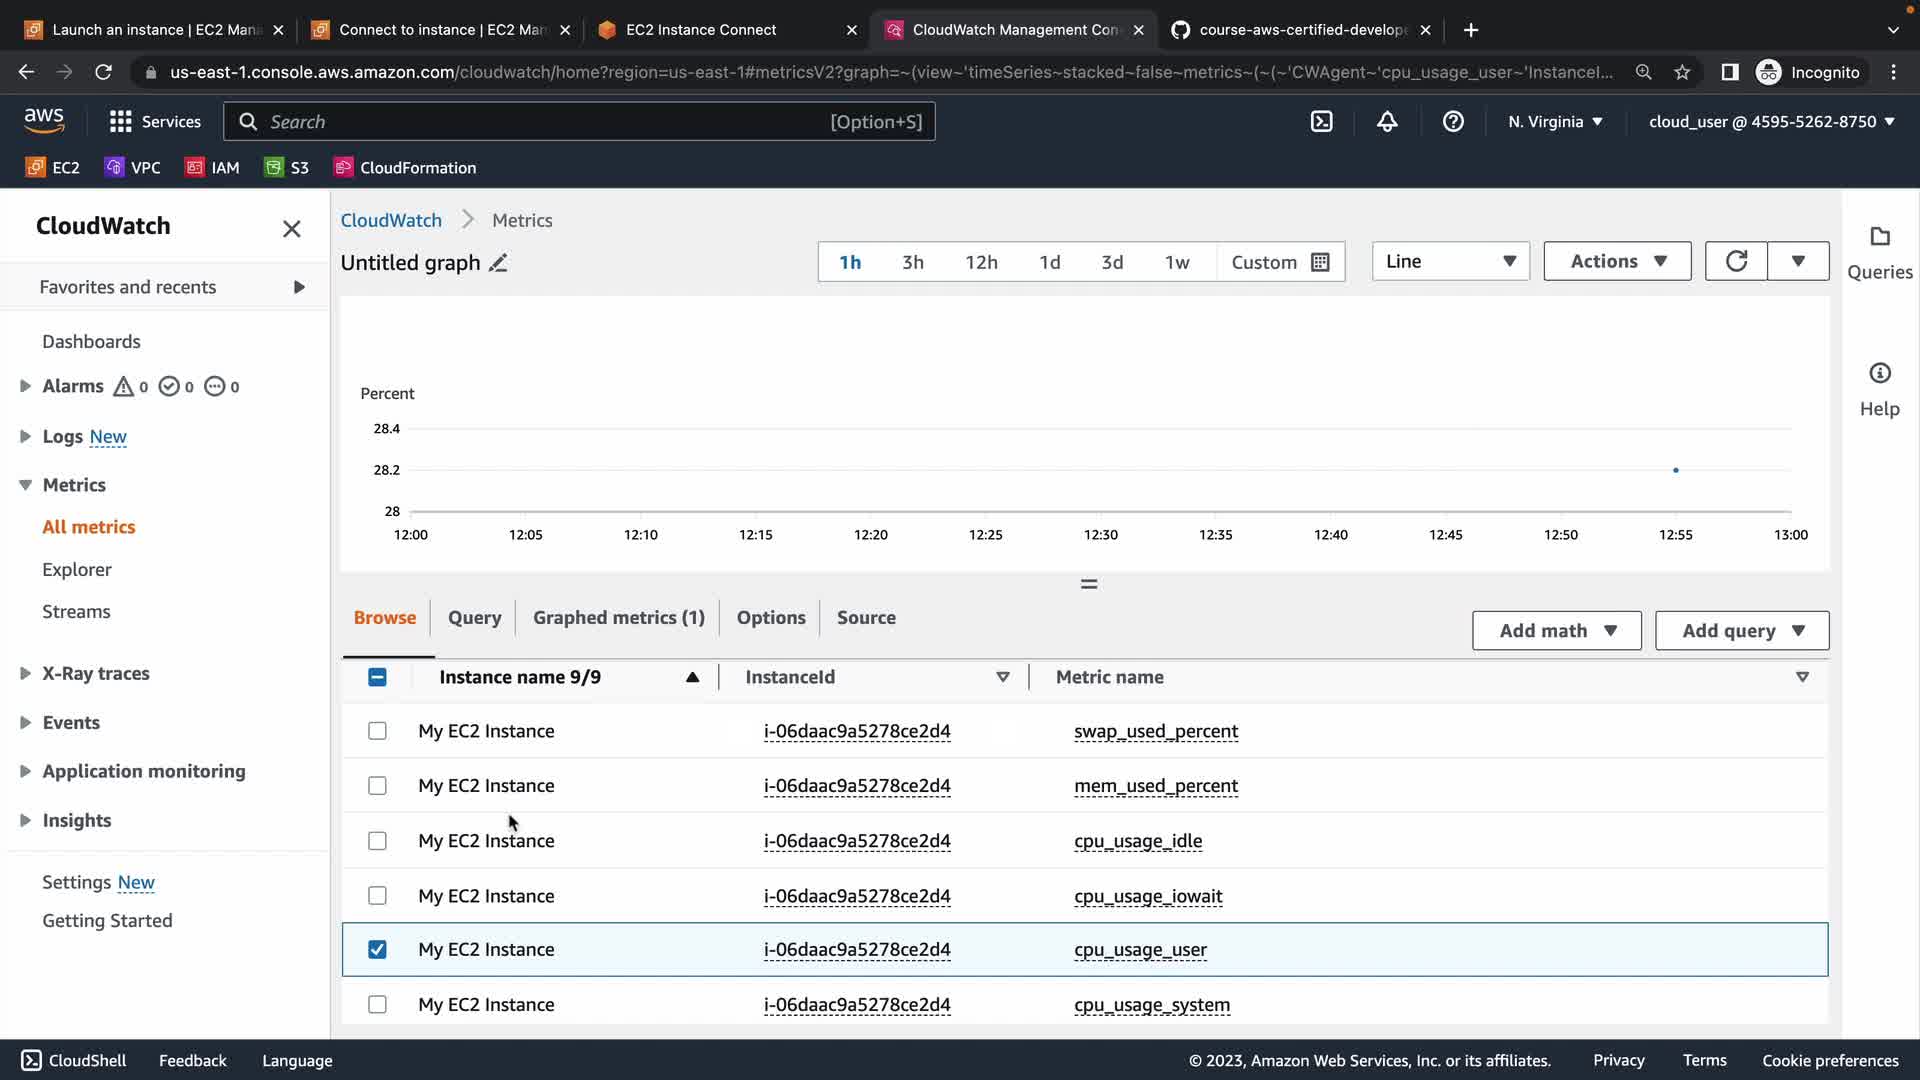 Launch an instance | EC2 Mana
Connect to instance | EC2 Man
EC2 Instance Connect
CloudWatch Management Con
course-aws-certified-develope
us-east-1.console.aws.amazon.com/cloudwatch/home?region=us-east-1#metricsV2?graph=~(view~'timeSeries~stacked~false~metrics~(~(~'CWAgent~'cpu_usage_user~'InstanceI...
Incognito
aws
Services
Search
[Option+S]
N. Virginia
cloud_user @ 4595-5262-8750
EC2
VPC
IAM
S3
CloudFormation
CloudWatch
Favorites and recents
Dashboards
Alarms 0 0 0
Logs New
Metrics
All metrics
Explorer
Streams
X-Ray traces
Events
Application monitoring
Insights
Settings New
Getting Started
CloudWatch > Metrics
Untitled graph
1h 3h 12h 1d 3d 1w Custom
Line
Actions
Queries
Help
Percent
28.4
28.2
28
12:00 12:05 12:10 12:15 12:20 12:25 12:30 12:35 12:40 12:45 12:50 12:55 13:00
Browse Query Graphed metrics (1) Options Source
Add math
Add query
Instance name 9/9 InstanceId Metric name
My EC2 Instance i-06daac9a5278ce2d4 swap_used_percent
My EC2 Instance i-06daac9a5278ce2d4 mem_used_percent
My EC2 Instance i-06daac9a5278ce2d4 cpu_usage_idle
My EC2 Instance i-06daac9a5278ce2d4 cpu_usage_iowait
My EC2 Instance i-06daac9a5278ce2d4 cpu_usage_user
My EC2 Instance i-06daac9a5278ce2d4 cpu_usage_system
CloudShell Feedback Language
© 2023, Amazon Web Services, Inc. or its affiliates. Privacy Terms Cookie preferences